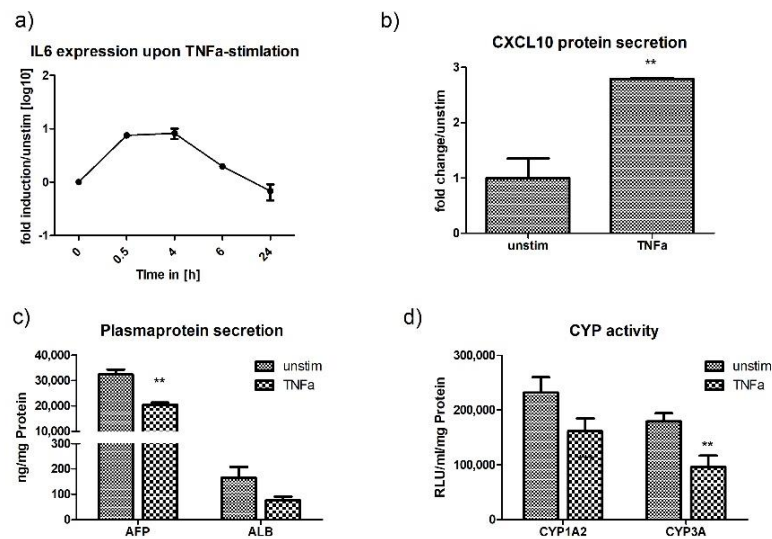 a)
IL6 expression upon TNFa-stimlation
fold induction/unstim [log10]
2
1
0
-1
0
0.5
4
6
24
TIme in [h]
b)
CXCL10 protein secretion
fold change/unstim
3
2
1
0
**
unstim
TNFa
c)
Plasmaprotein secretion
ng/mg Protein
40,000
30,000
20,000
10,000
300
200
100
0
**
unstim
TNFa
AFP
ALB
d)
CYP activity
RLU/ml/mg Protein
300,000
200,000
100,000
0
**
unstim
TNFa
CYP1A2
CYP3A